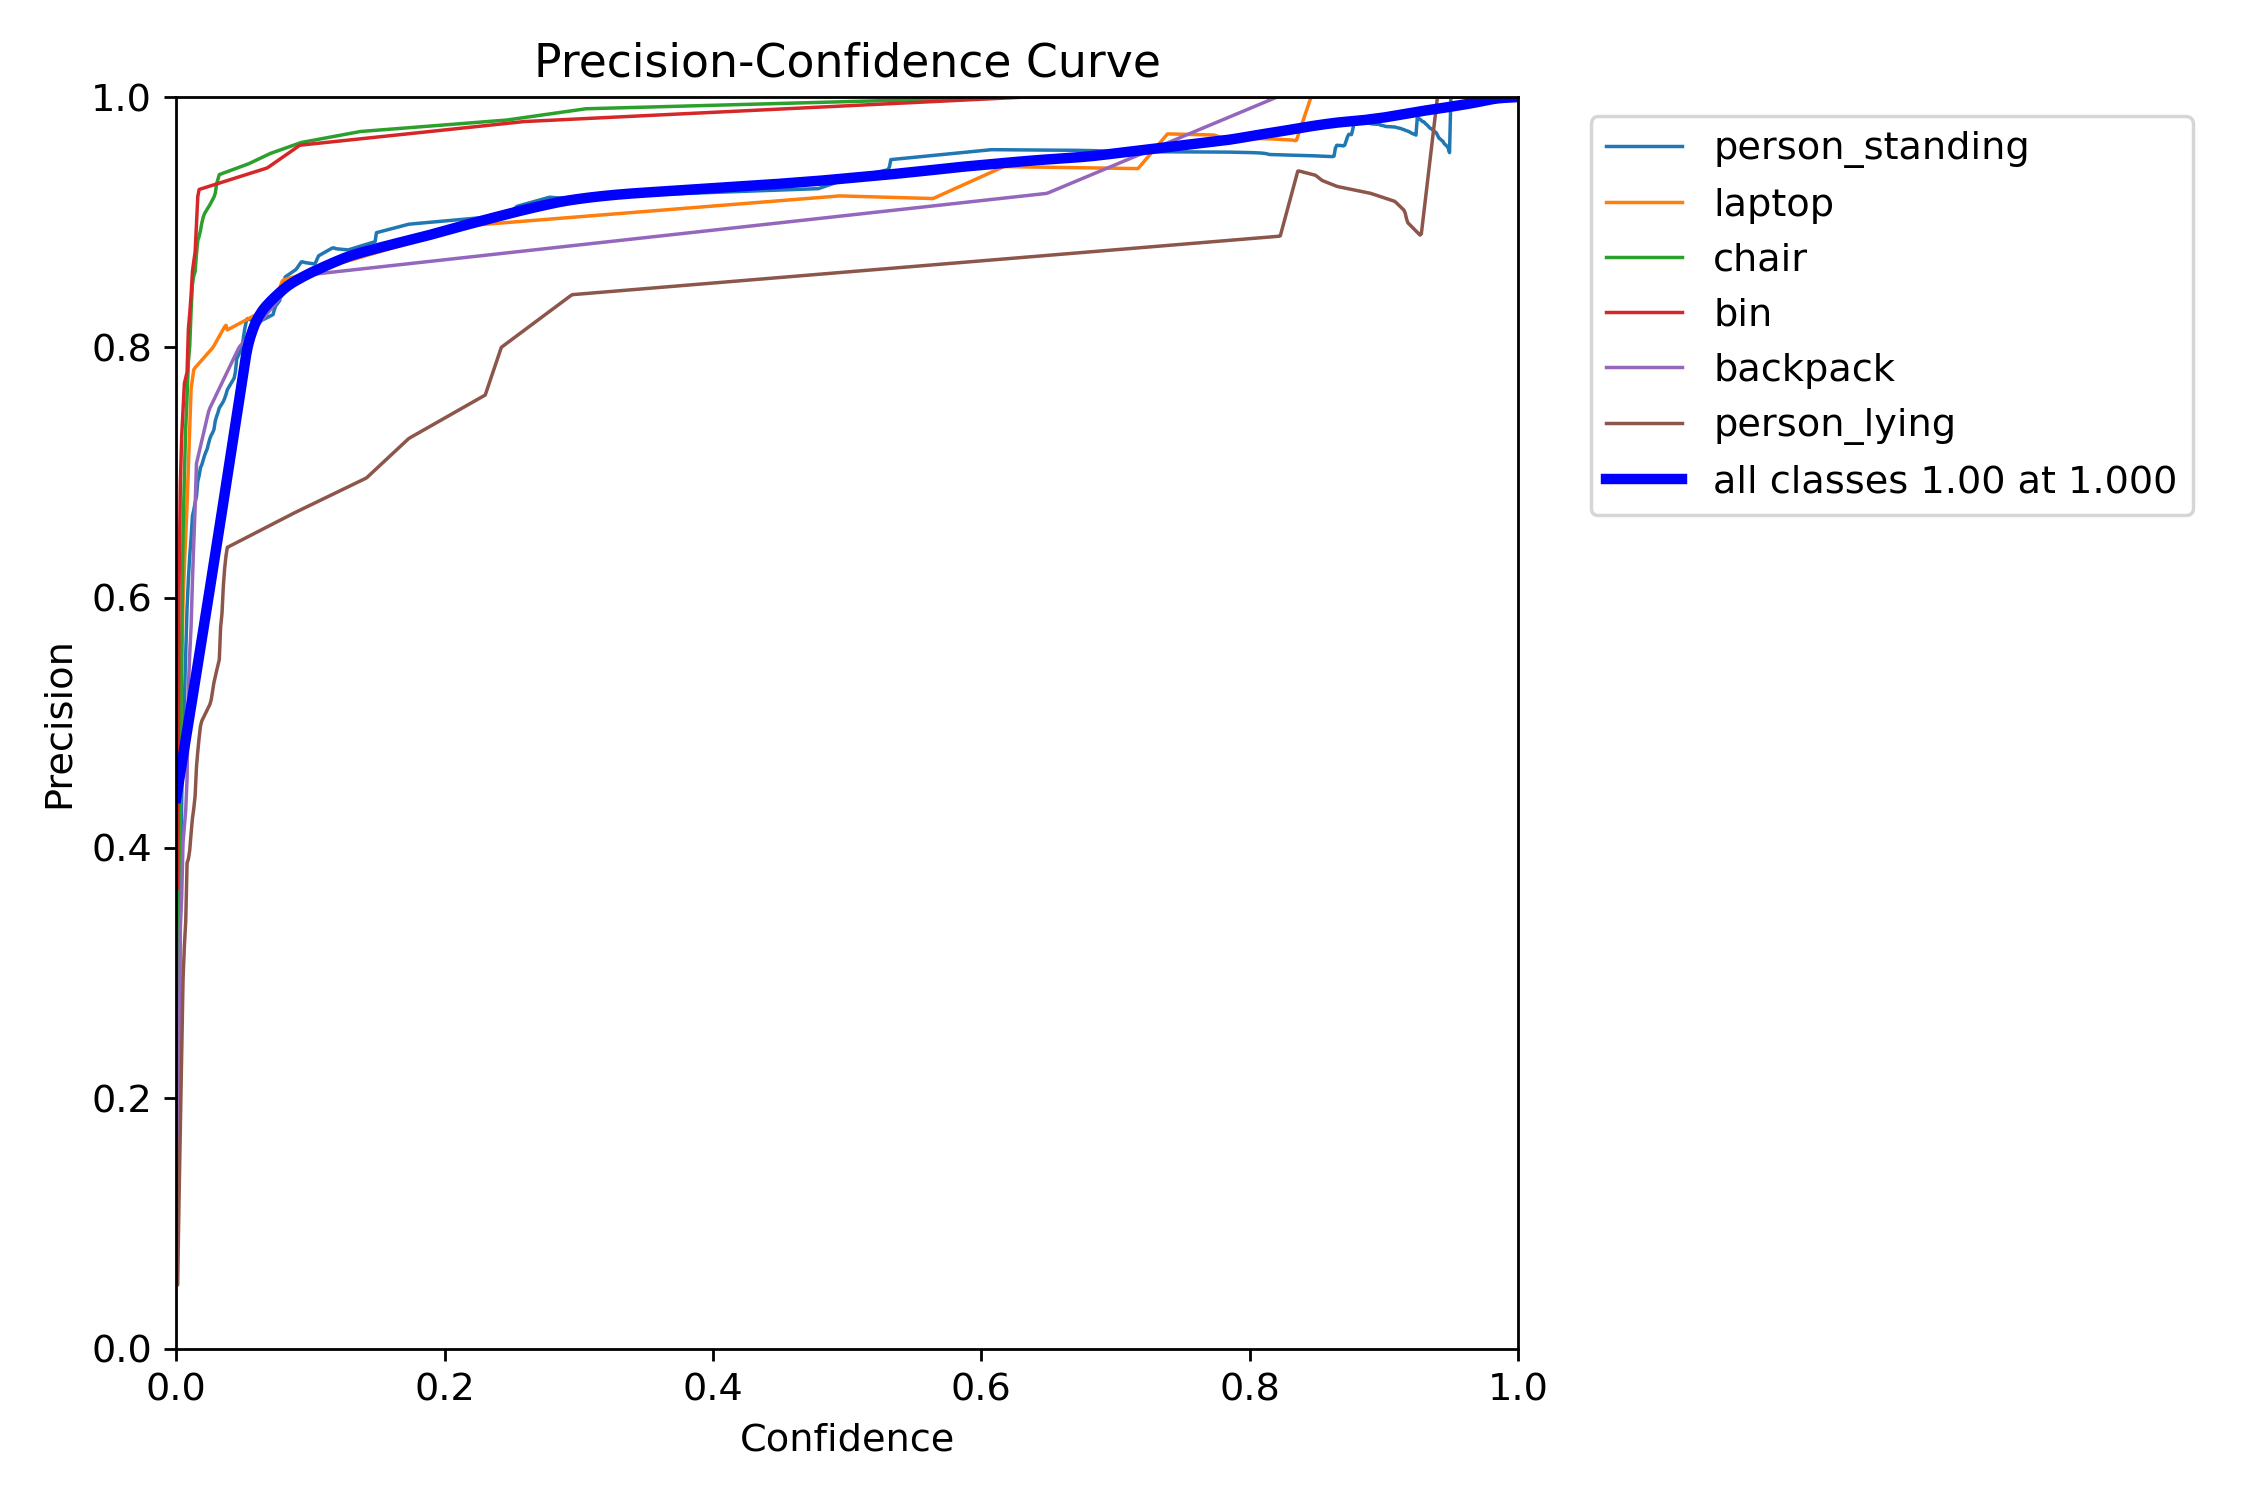 Precision-Confidence Curve
1.0
0.8
0.6
0.4
0.2
0.0
Precision
0.0 0.2 0.4 0.6 0.8 1.0
Confidence
person_standing
laptop
chair
bin
backpack
person_lying
all classes 1.00 at 1.000